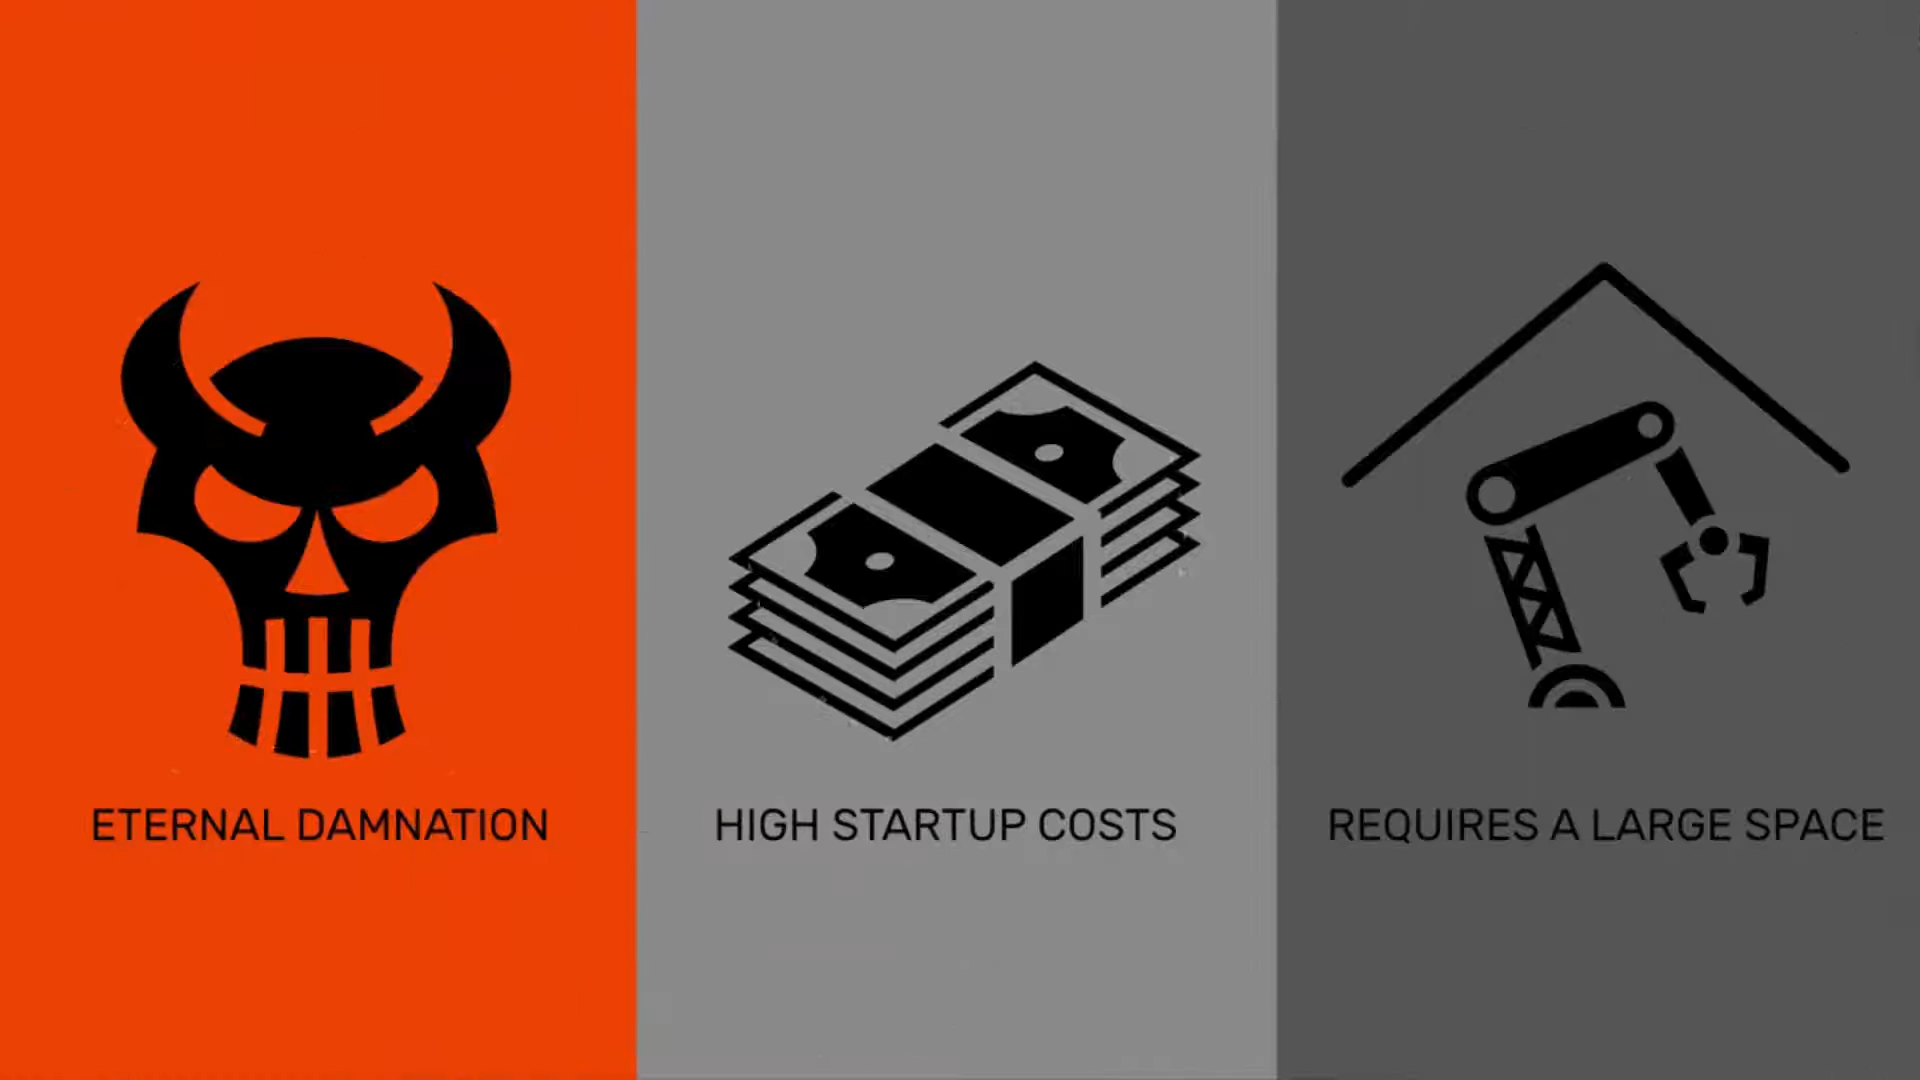 ETERNAL DAMNATION
HIGH STARTUP COSTS
REQUIRES A LARGE SPACE